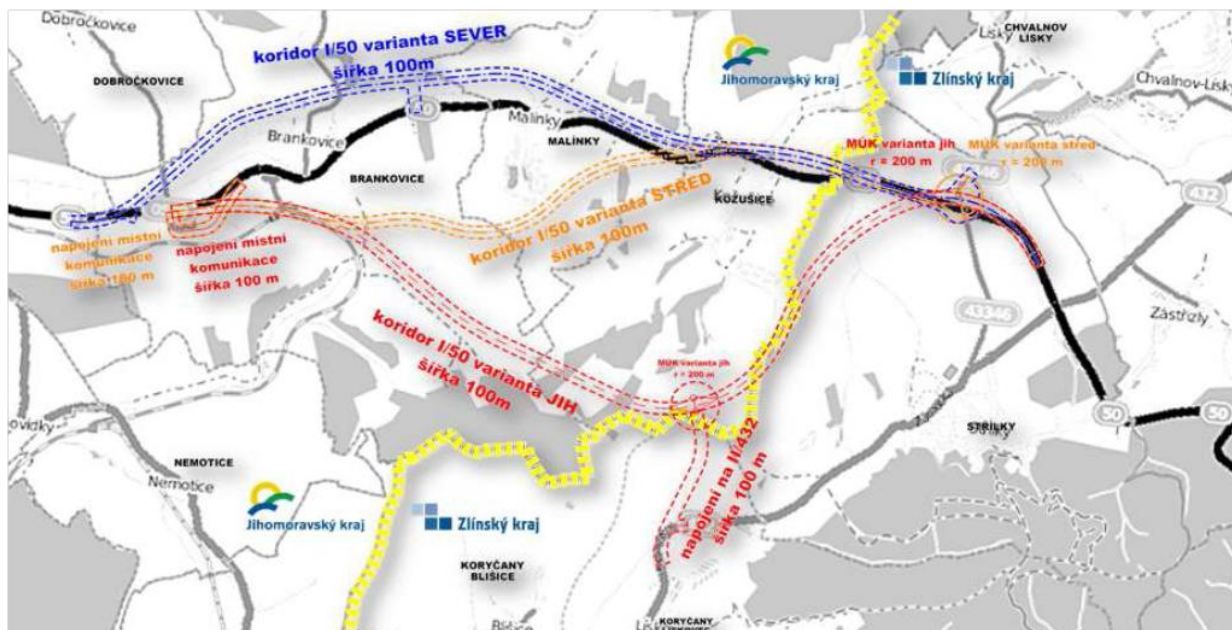 Dobročkovice
DOBROČKOVICE
koridor I/50 varianta SEVER
šířka 100m
Jihomoravský kraj
Zlínský kraj
CHVALNOV
LISKY
Lísky
Chvalnov-Lísky
Brankovice
BRANKOVICE
Malínky
MALÍNKY
MÚK varianta jih
r = 200 m
MÚK varianta střed
r = 200 m
432
KOŽUŠICE
koridor I/50 varianta STŘED
šířka 100m
napojení místní
komunikace
šířka 100 m
napojení místní
komunikace
šířka 100 m
43346
Zástřizly
koridor I/50 varianta JIH
šířka 100m
MÚK varianta jih
r = 200 m
napojení na II/432
šířka 100 m
50
STŘÍLKY
NEMOTICE
Nemotice
Jihomoravský kraj
Zlínský kraj
KORYČANY
BLIŠICE
KORYČANY